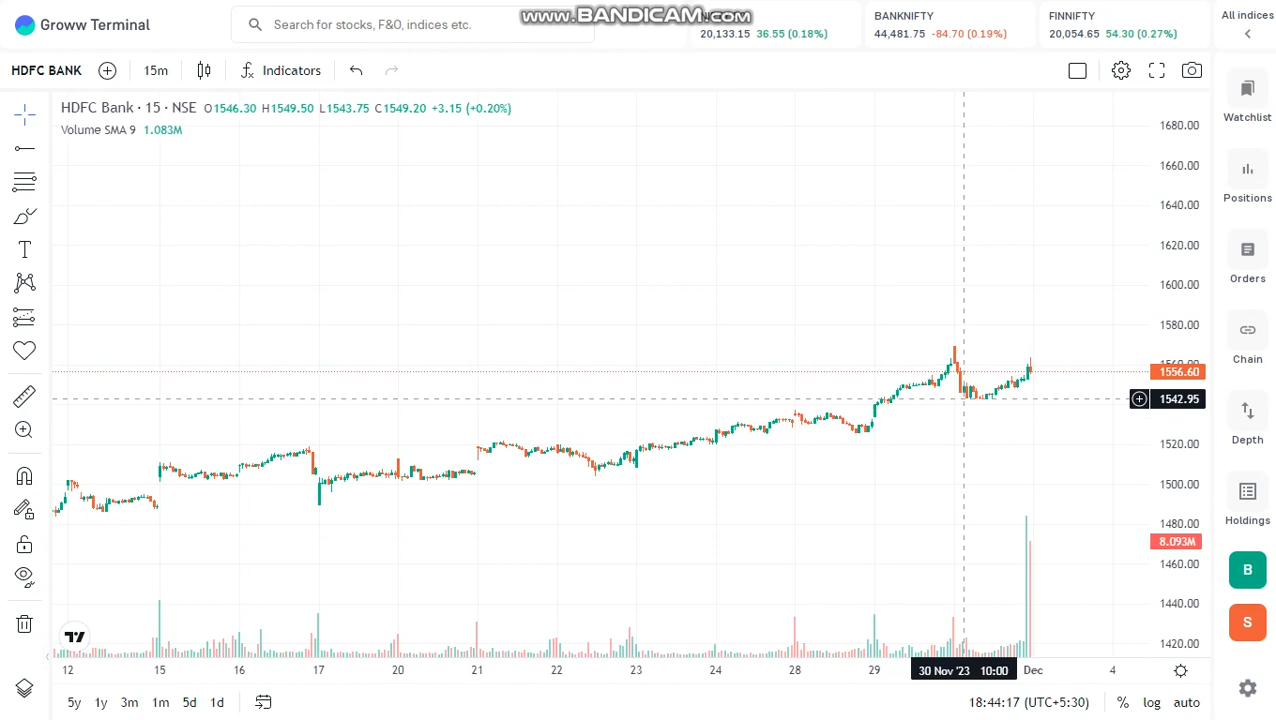 Groww Terminal
Search for stocks, F&O, indices etc.
www.BANDICAM.com
20,133.15 36.55 (0.18%)
BANKNIFTY
44,481.75 -84.70 (0.19%)
FINNIFTY
20,054.65 54.30 (0.27%)
All indices
HDFC BANK
15m
Indicators
HDFC Bank · 15 · NSE O1546.30 H1549.50 L1543.75 C1549.20 +3.15 (+0.20%)
Volume SMA 9 1.083M
1680.00
1660.00
1640.00
1620.00
1600.00
1580.00
1560.00
1556.60
1542.95
1520.00
1500.00
1480.00
8.093M
1460.00
1440.00
1420.00
12 15 16 17 20 21 22 23 24 28 29 30 Nov '23 10:00 Dec 4
5y 1y 3m 1m 5d 1d
18:44:17 (UTC+5:30) % log auto
Watchlist
Positions
Orders
Chain
Depth
Holdings
B
S